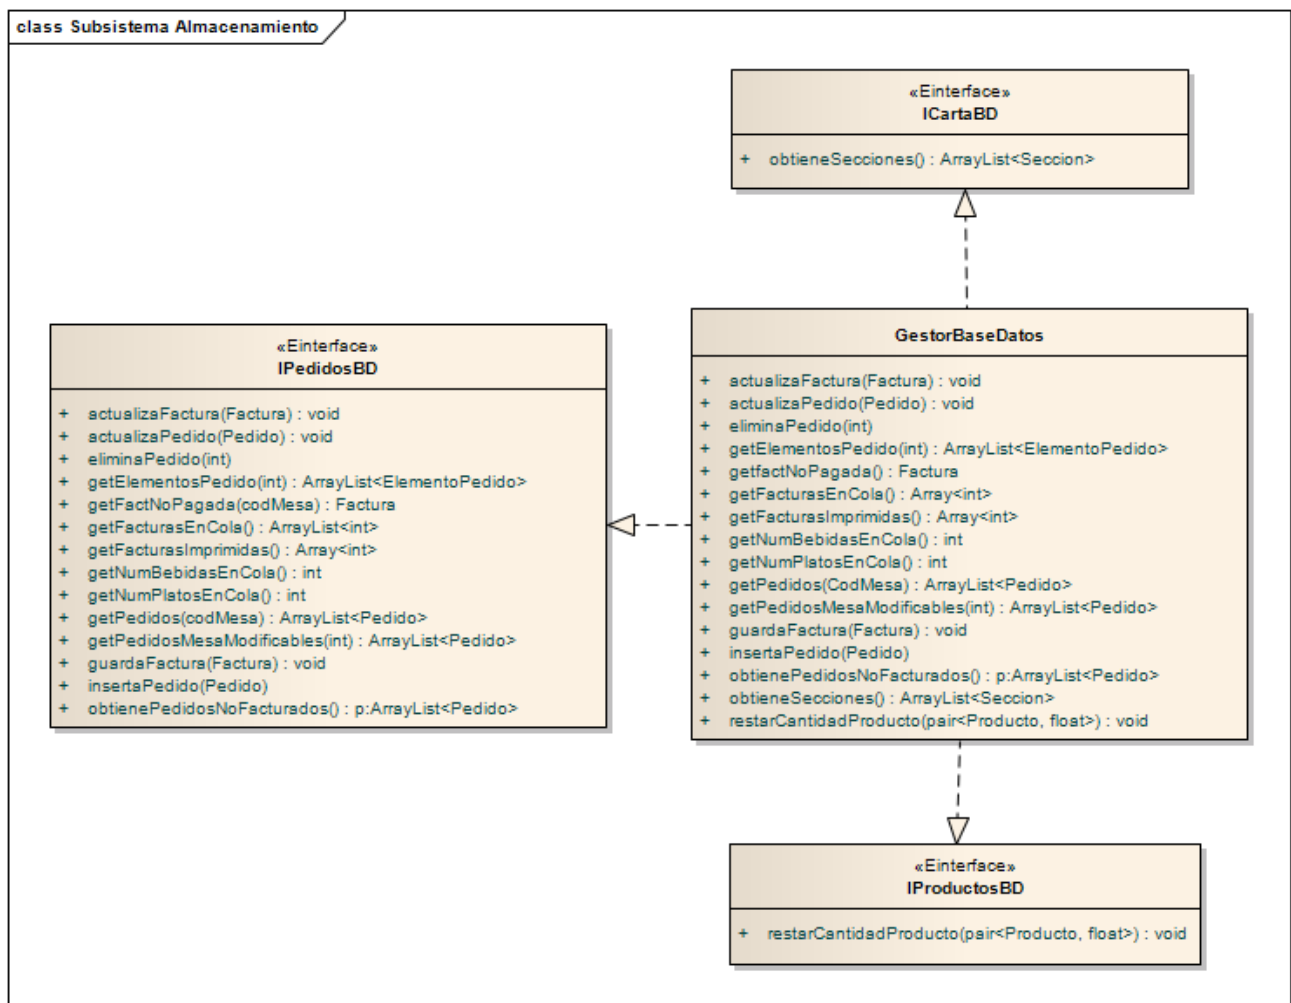 class Subsistema Almacenamiento
«Einterface»
ICartaBD
+ obtieneSecciones() : ArrayList<Seccion>
«Einterface»
IPedidosBD
+ actualizaFactura(Factura) : void
+ actualizaPedido(Pedido) : void
+ eliminaPedido(int)
+ getElementosPedido(int) : ArrayList<ElementoPedido>
+ getFactNoPagada(codMesa) : Factura
+ getFacturasEnCola() : ArrayList<int>
+ getFacturasImprimidas() : Array<int>
+ getNumBebidasEnCola() : int
+ getNumPlatosEnCola() : int
+ getPedidos(codMesa) : ArrayList<Pedido>
+ getPedidosMesaModificables(int) : ArrayList<Pedido>
+ guardaFactura(Factura) : void
+ insertaPedido(Pedido)
+ obtienePedidosNoFacturados() : p:ArrayList<Pedido>
GestorBaseDatos
+ actualizaFactura(Factura) : void
+ actualizaPedido(Pedido) : void
+ eliminaPedido(int)
+ getElementosPedido(int) : ArrayList<ElementoPedido>
+ getfactNoPagada() : Factura
+ getFacturasEnCola() : Array<int>
+ getFacturasImprimidas() : Array<int>
+ getNumBebidasEnCola() : int
+ getNumPlatosEnCola() : int
+ getPedidos(CodMesa) : ArrayList<Pedido>
+ getPedidosMesaModificables(int) : ArrayList<Pedido>
+ guardaFactura(Factura) : void
+ insertaPedido(Pedido)
+ obtienePedidosNoFacturados() : p:ArrayList<Pedido>
+ obtieneSecciones() : ArrayList<Seccion>
+ restarCantidadProducto(pair<Producto, float>) : void
«Einterface»
IProductosBD
+ restarCantidadProducto(pair<Producto, float>) : void